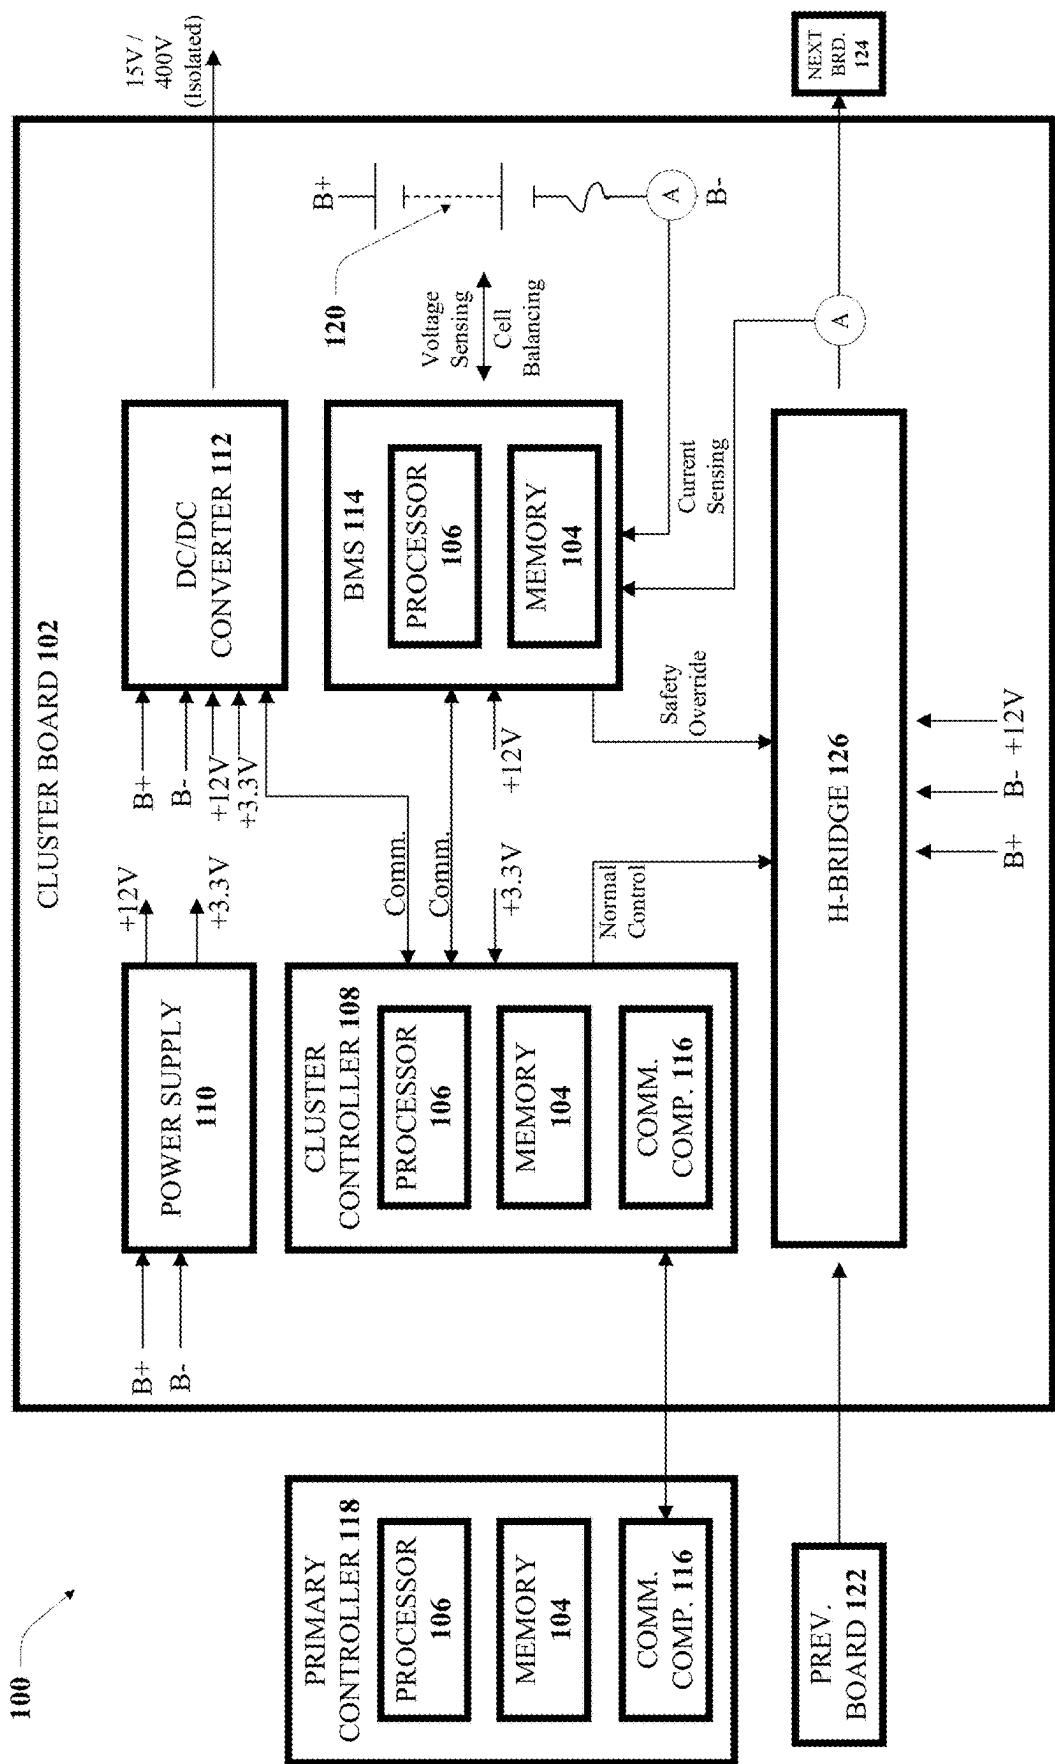 100
PRIMARY
CONTROLLER 118
PROCESSOR
106
MEMORY
104
COMM.
COMP. 116
PREV.
BOARD 122
CLUSTER BOARD 102
B+
B-
POWER SUPPLY
110
+12V
+3.3V
CLUSTER
CONTROLLER 108
PROCESSOR
106
MEMORY
104
COMM.
COMP. 116
Comm.
Comm.
+3.3V
Normal
Control
B+
B-
+12V
+3.3V
DC/DC
CONVERTER 112
15V /
400V
(Isolated)
BMS 114
PROCESSOR
106
MEMORY
104
+12V
Safety
Override
120
Voltage
Sensing
Cell
Balancing
B+
A
B-
Current
Sensing
A
H-BRIDGE 126
B+
B-
+12V
NEXT
BRD.
124